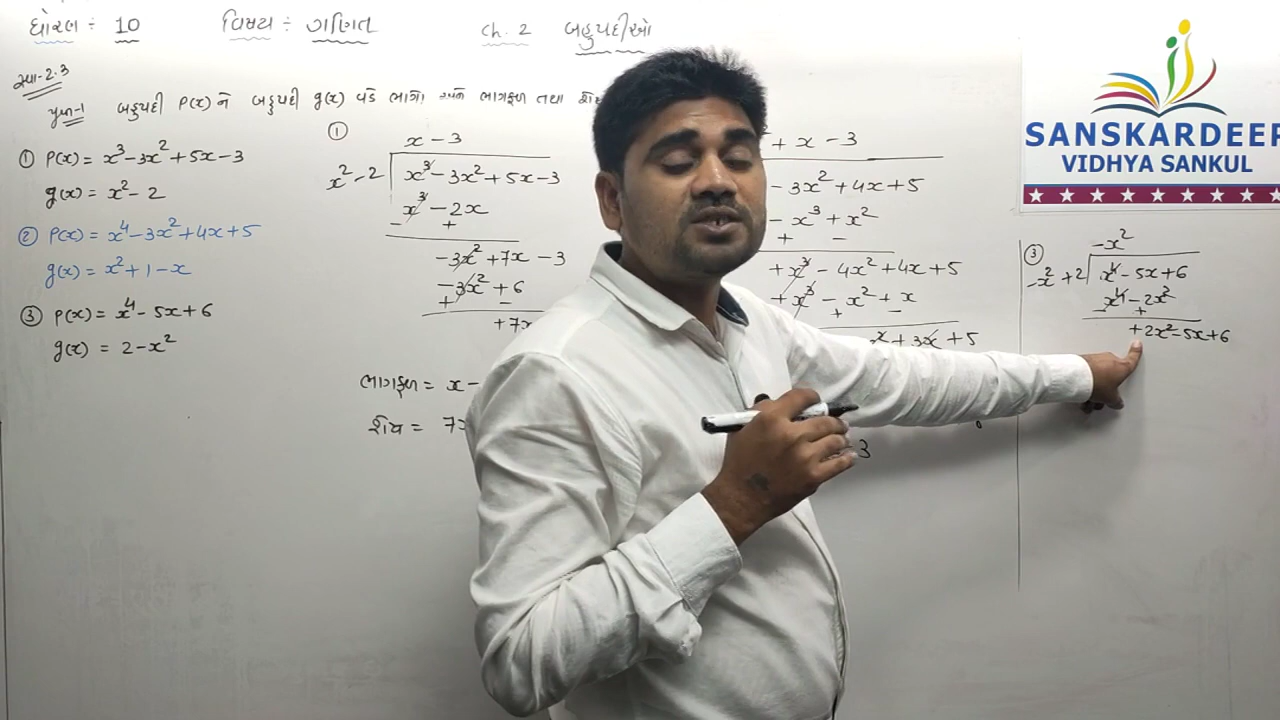 ધોરણ ÷ 10 વિષય ÷ ગણિત Ch. 2 બહુપદીઓ
સ્વા-2.3
પ્રશ્ન-1 બહુપદી P(x) ને બહુપદી g(x) વડે ભાગો અને ભાગફળ તથા
① P(x) = x³ - 3x² + 5x - 3
g(x) = x² - 2
② P(x) = x⁴ - 3x² + 4x + 5
g(x) = x² + 1 - x
③ P(x) = x⁴ - 5x + 6
g(x) = 2 - x²
①
x - 3
x² - 2 x³ - 3x² + 5x - 3
x³ - 2x
- +
- 3x² + 7x - 3
- 3x² + 6
+ -
+ 7x
ભાગફળ = x -
શેષ =
+ x - 3
- 3x² + 4x + 5
- x³ + x²
+ -
+ x³ - 4x² + 4x + 5
+ x³ - x² + x
+ -
+ 3x + 5
3
SANSKARDEEP
VIDHYA SANKUL
③
- x²
- x² + 2 x⁴ - 5x + 6
x⁴ - 2x²
- +
+ 2x² - 5x + 6